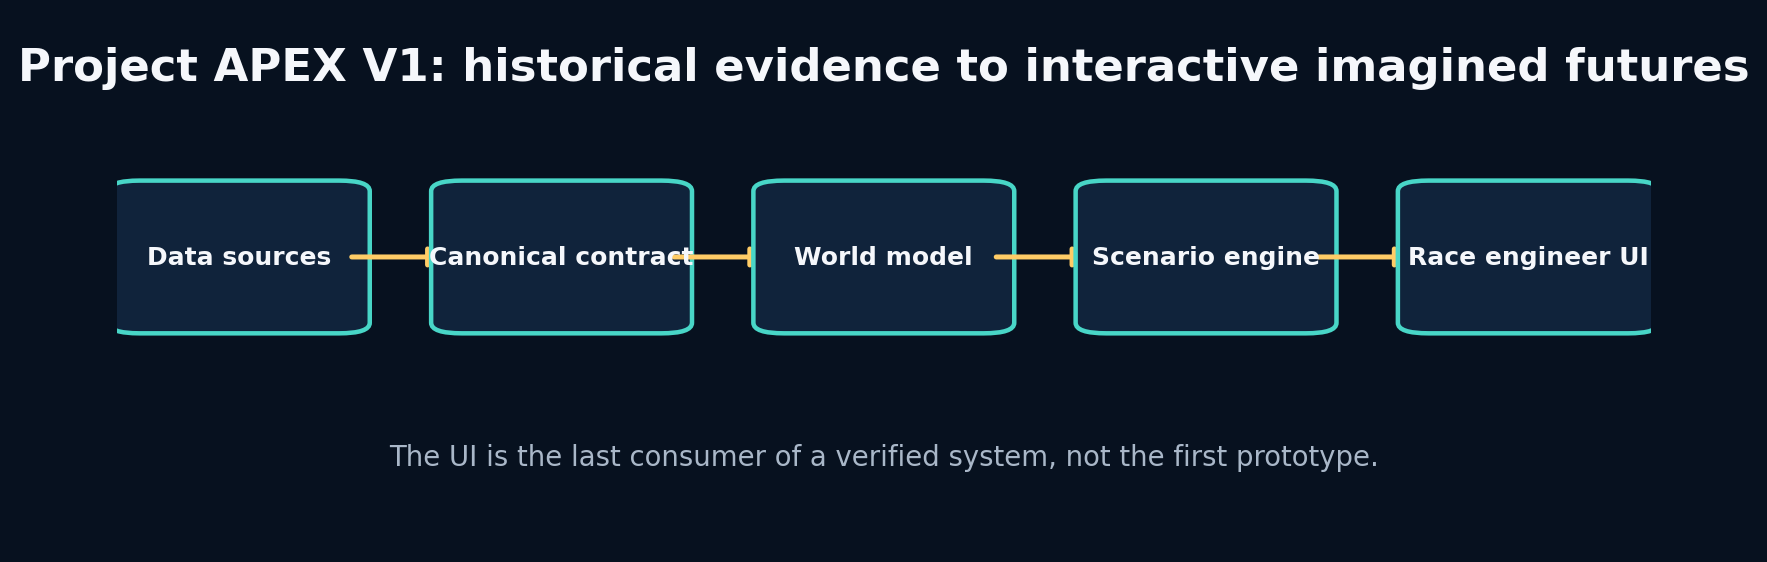 Project APEX V1: historical evidence to interactive imagined futures
Data sources
Canonical contract
World model
Scenario engine
Race engineer UI
The UI is the last consumer of a verified system, not the first prototype.